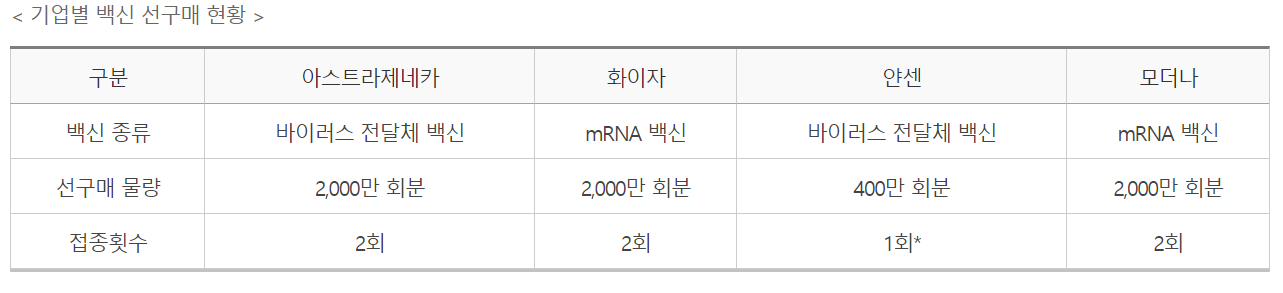 < 기업별 백신 선구매 현황 >
구분 아스트라제네카 화이자 얀센 모더나
백신 종류 바이러스 전달체 백신 mRNA 백신 바이러스 전달체 백신 mRNA 백신
선구매 물량 2,000만 회분 2,000만 회분 400만 회분 2,000만 회분
접종횟수 2회 2회 1회* 2회